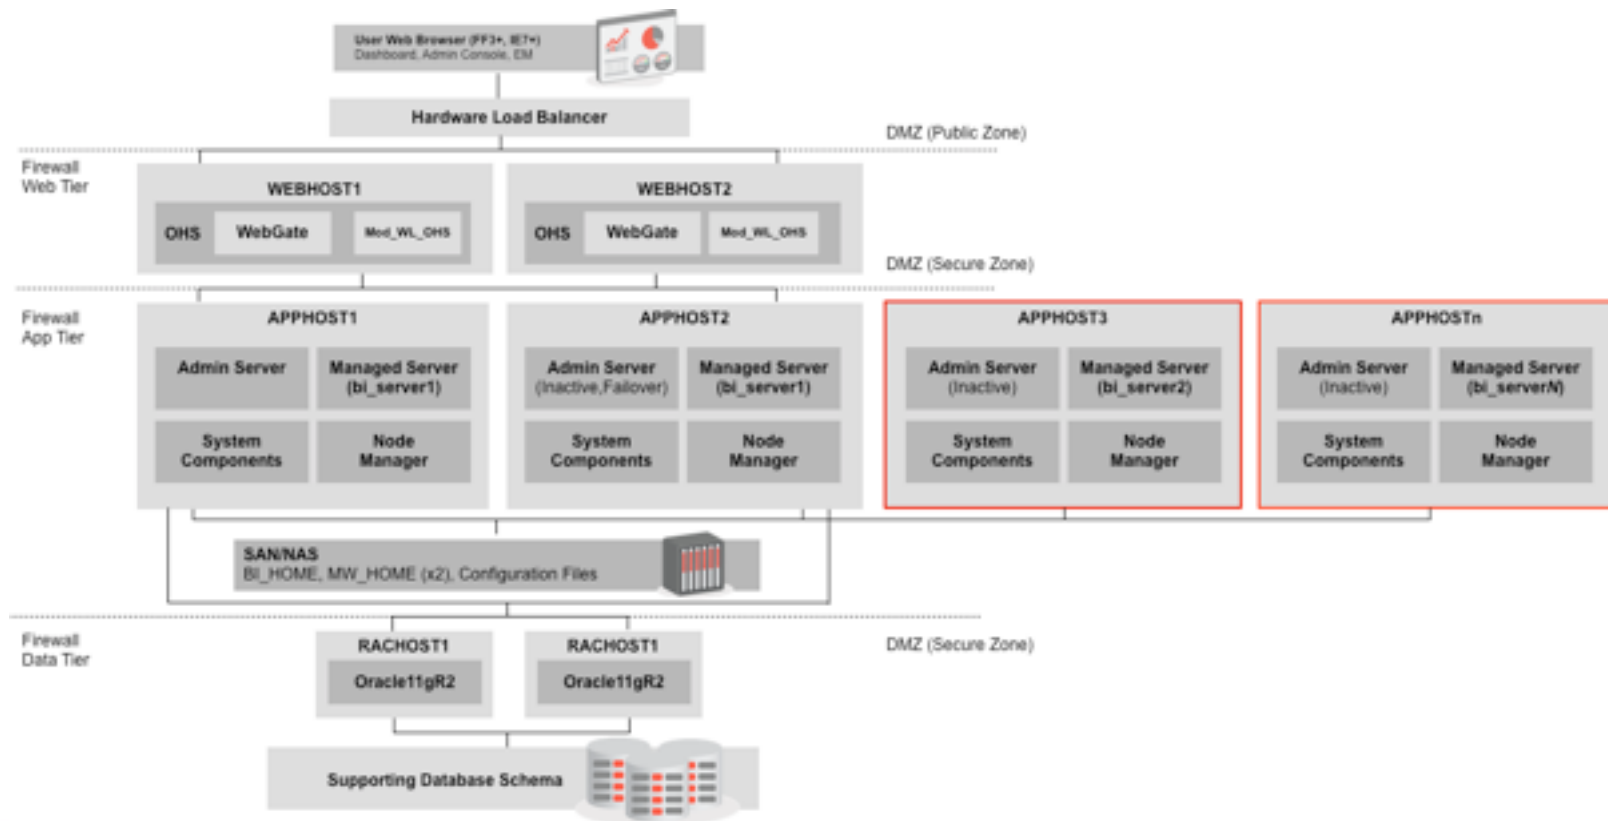 User Web Browser (FF3+, IE7+)
Dashboard, Admin Console, EM
Hardware Load Balancer
DMZ (Public Zone)
Firewall
Web Tier
WEBHOST1
OHS
WebGate
Mod_WL_OHS
WEBHOST2
OHS
WebGate
Mod_WL_OHS
DMZ (Secure Zone)
Firewall
App Tier
APPHOST1
Admin Server
Managed Server
(bi_server1)
System
Components
Node
Manager
APPHOST2
Admin Server
(Inactive,Failover)
Managed Server
(bi_server1)
System
Components
Node
Manager
APPHOST3
Admin Server
(Inactive)
Managed Server
(bi_server2)
System
Components
Node
Manager
APPHOSTn
Admin Server
(Inactive)
Managed Server
(bi_serverN)
System
Components
Node
Manager
SAN/NAS
BI_HOME, MW_HOME (x2), Configuration Files
Firewall
Data Tier
DMZ (Secure Zone)
RACHOST1
Oracle11gR2
RACHOST1
Oracle11gR2
Supporting Database Schema